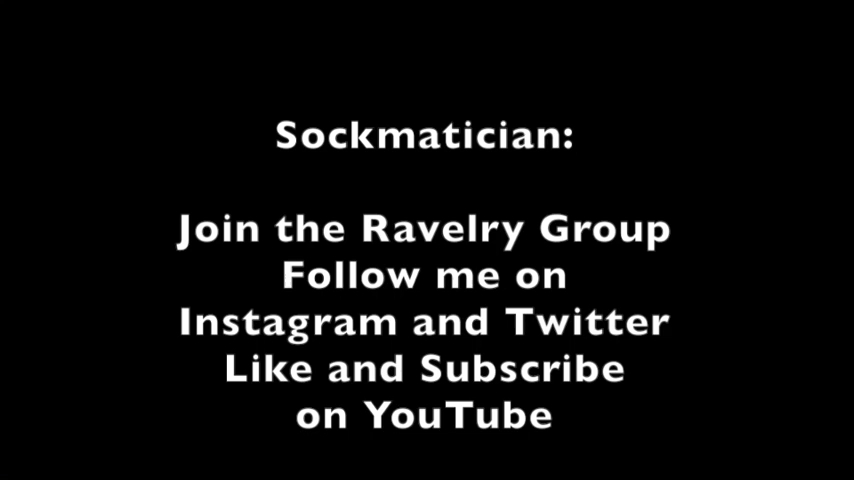 Sockmatician:
Join the Ravelry Group
Follow me on
Instagram and Twitter
Like and Subscribe
on YouTube